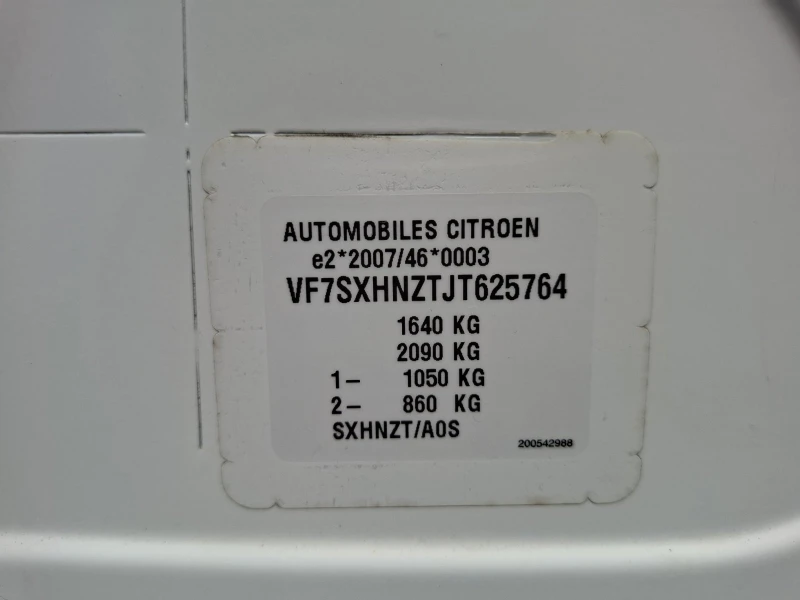 AUTOMOBILES CITROEN
e2*2007/46*0003
VF7SXHNZTJT625764
1640 KG
2090 KG
1– 1050 KG
2– 860 KG
SXHNZT/A0S
200542988